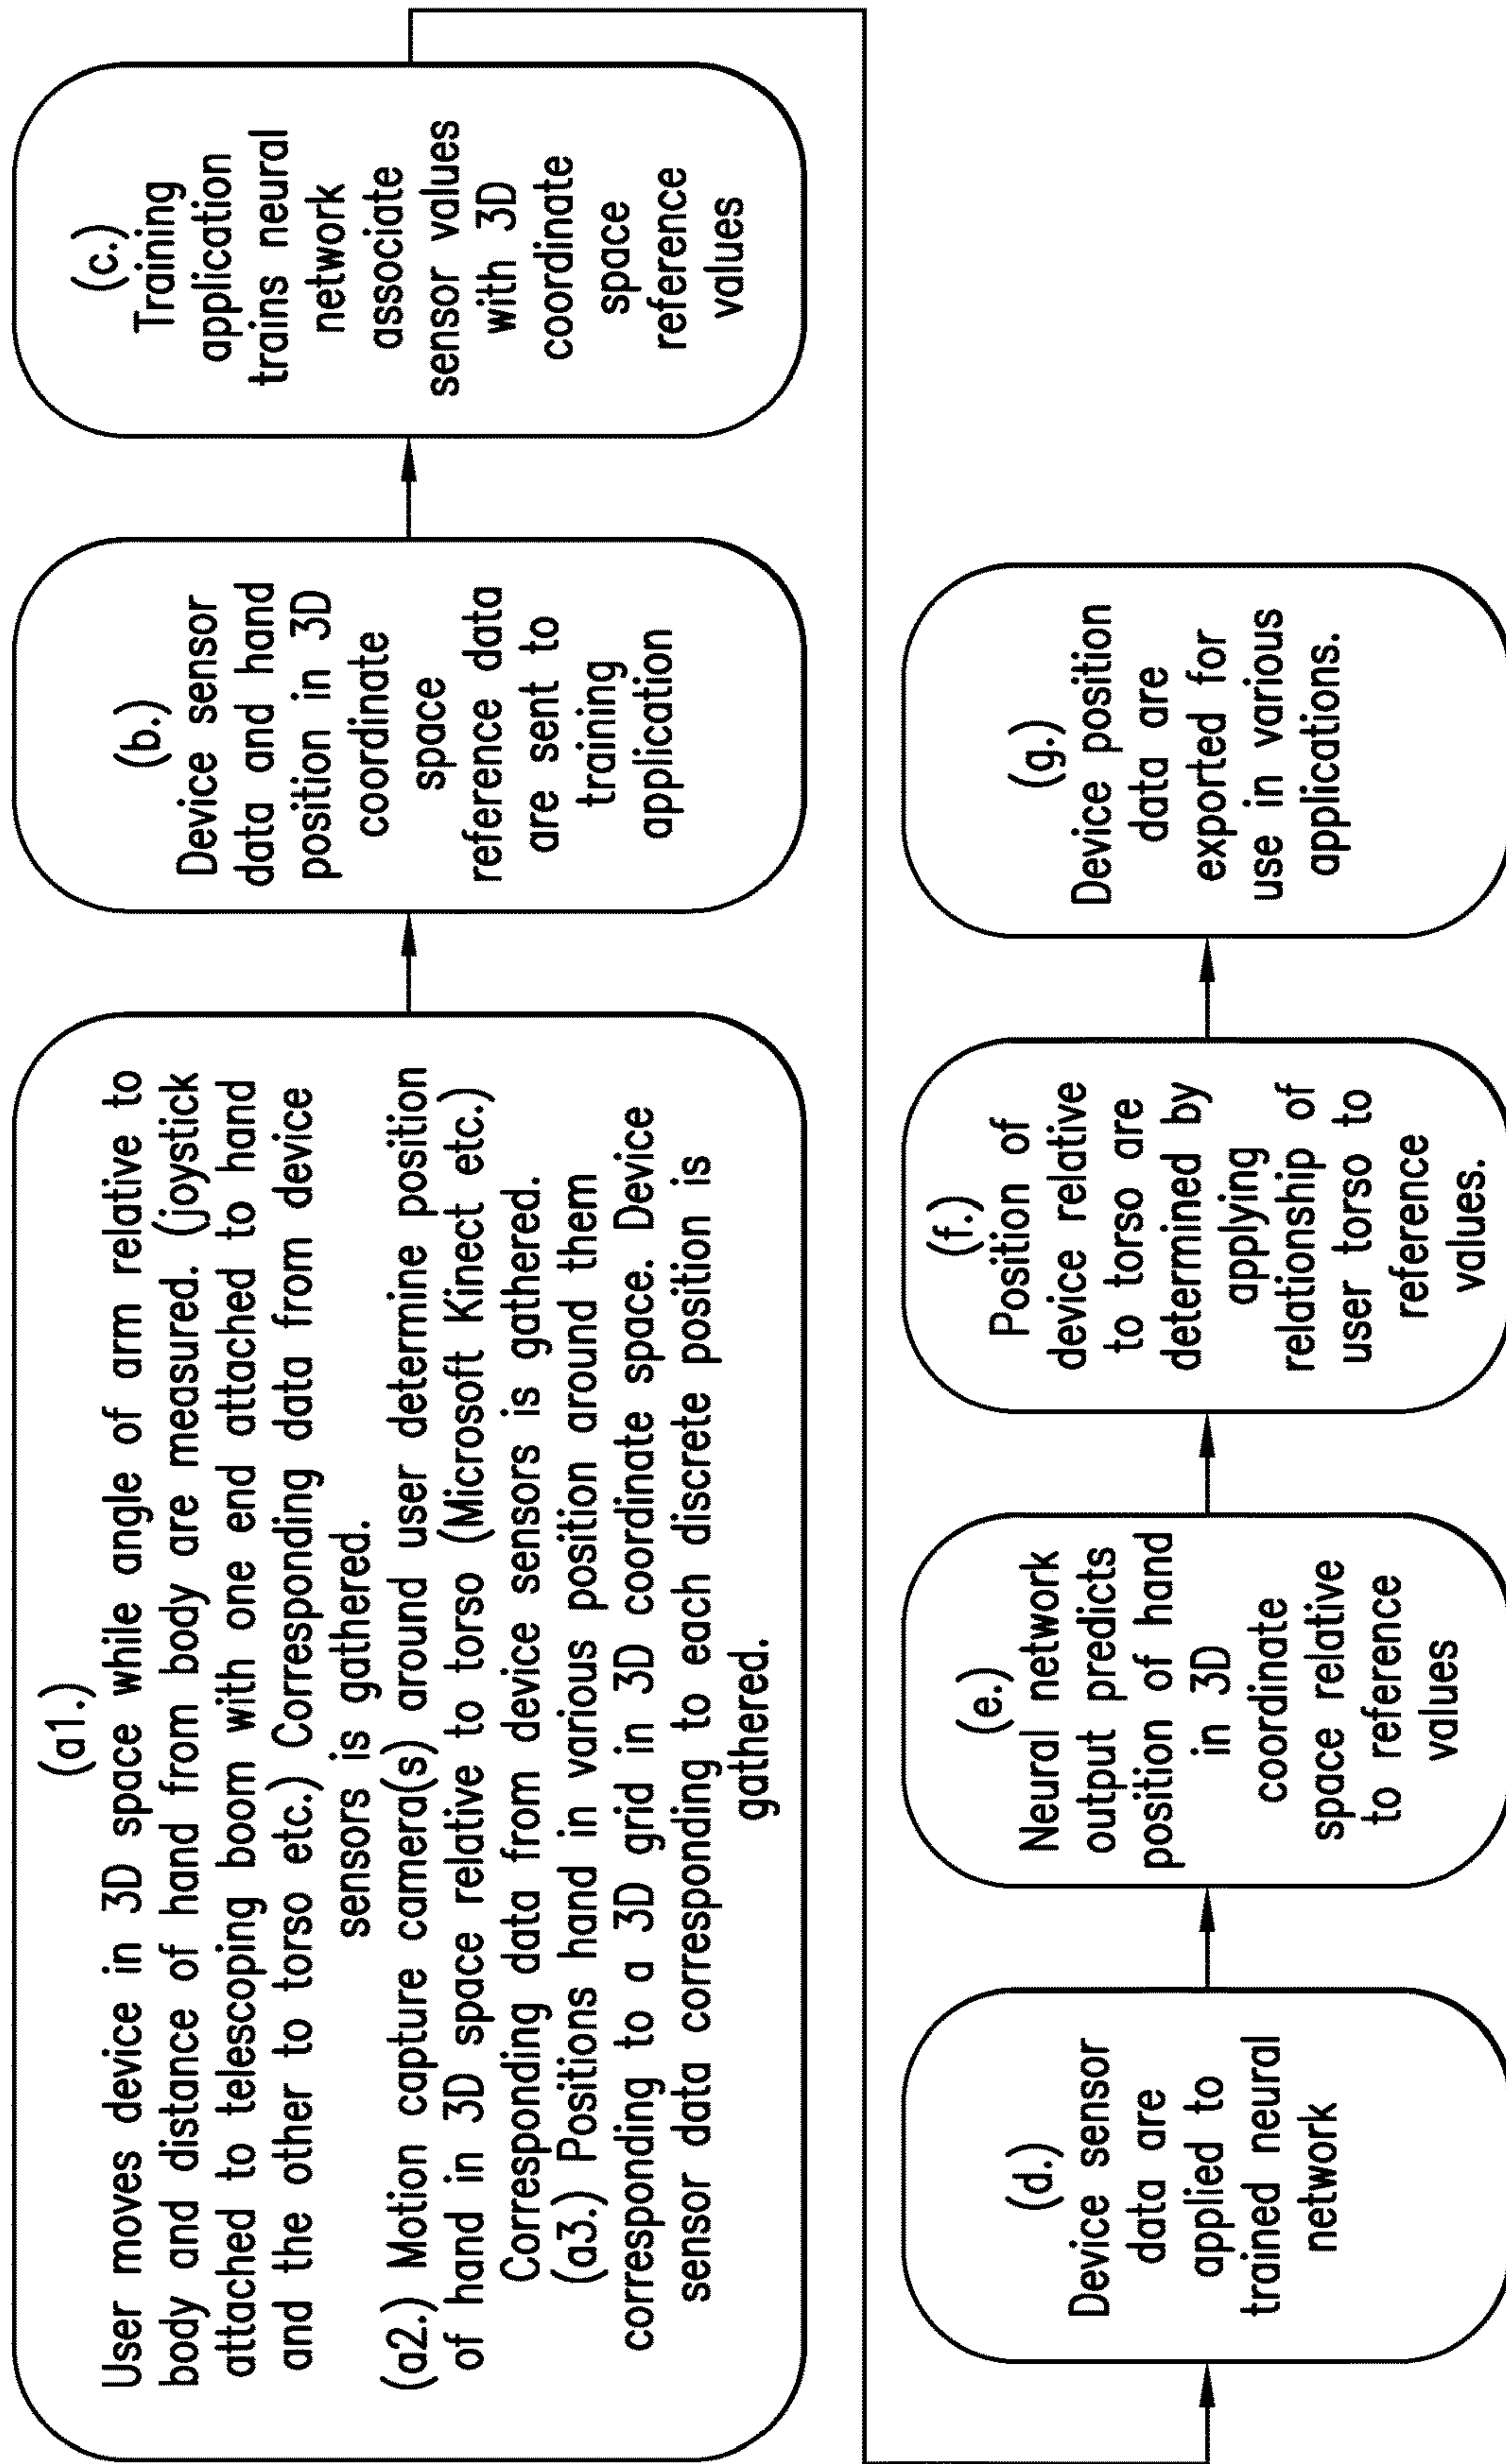 (a1.)
User moves device in 3D space while angle of arm relative to
body and distance of hand from body are measured. (joystick
attached to telescoping boom with one end attached to hand
and the other to torso etc.) Corresponding data from device
sensors is gathered.
(a2.) Motion capture camera(s) around user determine position
of hand in 3D space relative to torso (Microsoft Kinect etc.)
Corresponding data from device sensors is gathered.
(a3.) Positions hand in various position around them
corresponding to a 3D grid in 3D coordinate space. Device
sensor data corresponding to each discrete position is
gathered.
(b.)
Device sensor
data and hand
position in 3D
coordinate
space
reference data
are sent to
training
application
(c.)
Training
application
trains neural
network
associate
sensor values
with 3D
coordinate
space
reference
values
(d.)
Device sensor
data are
applied to
trained neural
network
(e.)
Neural network
output predicts
position of hand
in 3D
coordinate
space relative
to reference
values
(f.)
Position of
device relative
to torso are
determined by
applying
relationship of
user torso to
reference
values.
(g.)
Device position
data are
exported for
use in various
applications.